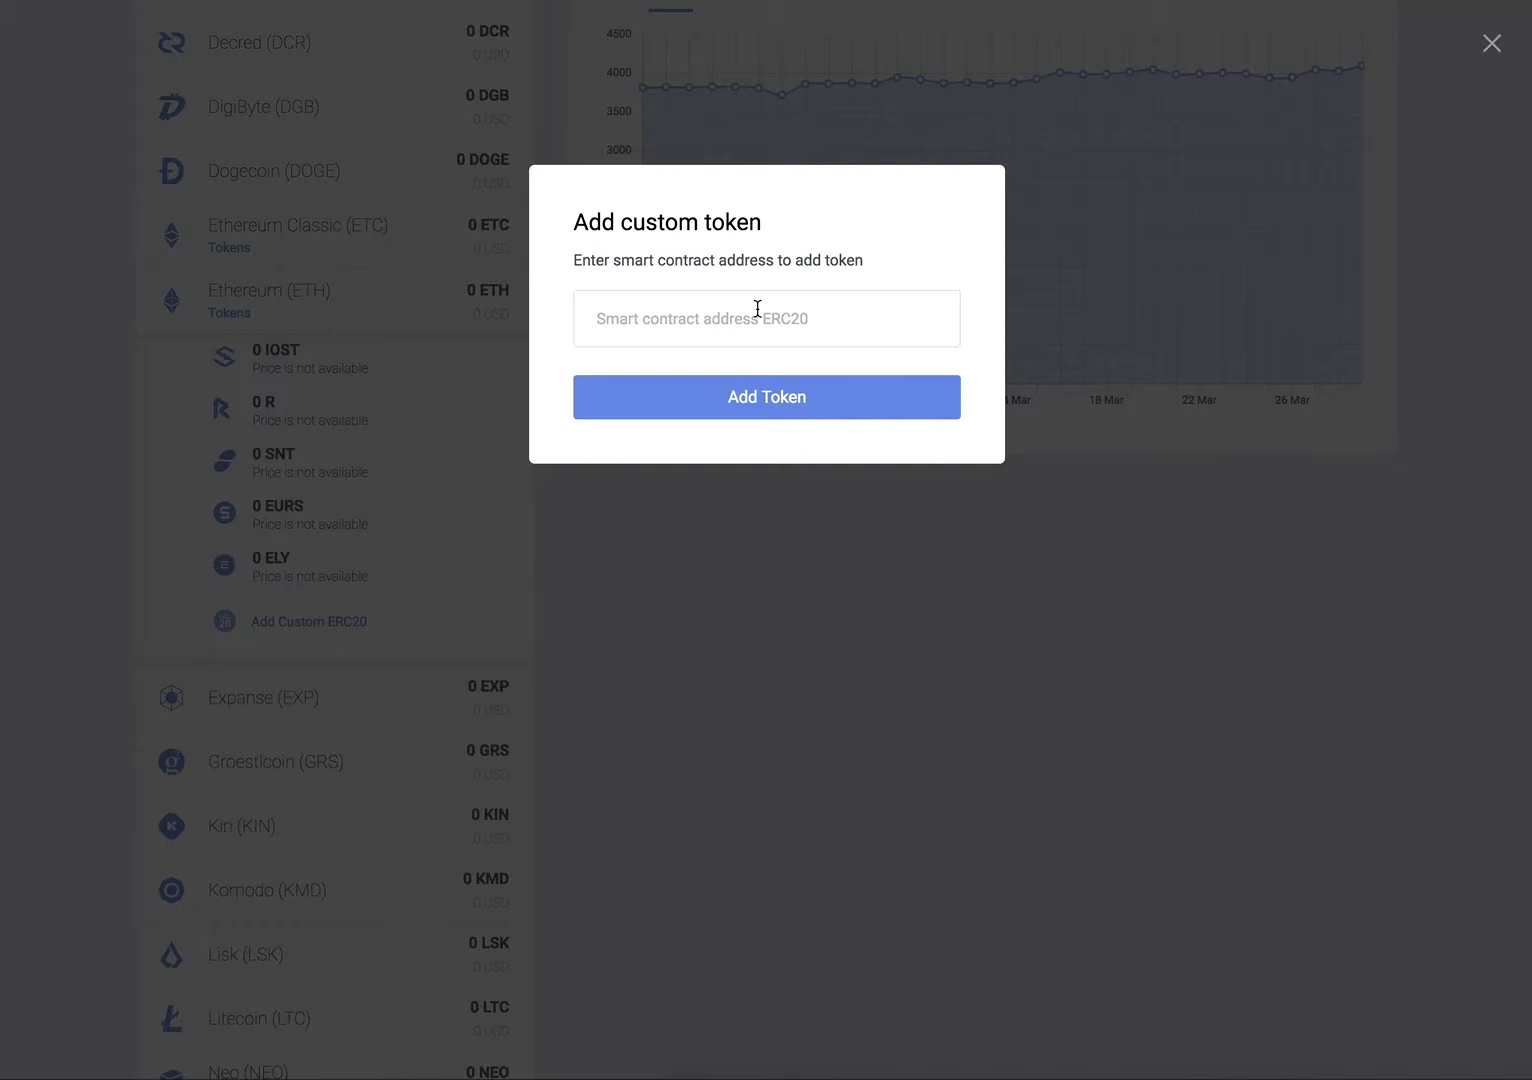 Decred (DCR)
0 DCR
0 USD
DigiByte (DGB)
0 DGB
0 USD
Dogecoin (DOGE)
0 DOGE
0 USD
Ethereum Classic (ETC)
Tokens
0 ETC
0 USD
Ethereum (ETH)
Tokens
0 ETH
0 USD
0 IOST
Price is not available
0 R
Price is not available
0 SNT
Price is not available
0 EURS
Price is not available
0 ELY
Price is not available
Add Custom ERC20
Expanse (EXP)
0 EXP
0 USD
Groestlcoin (GRS)
0 GRS
0 USD
Kin (KIN)
0 KIN
0 USD
Komodo (KMD)
0 KMD
0 USD
Lisk (LSK)
0 LSK
0 USD
Litecoin (LTC)
0 LTC
0 USD
Neo (NEO)
0 NEO
4500
4000
3500
3000
Add custom token
Enter smart contract address to add token
Smart contract address ERC20
Add Token
Mar
18 Mar
22 Mar
26 Mar